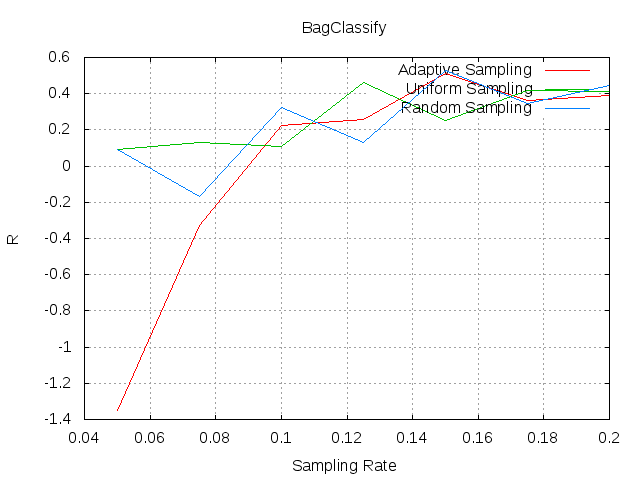 BagClassify
0.6
0.4
0.2
0
-0.2
-0.4
-0.6
-0.8
-1
-1.2
-1.4
R
Adaptive Sampling
Uniform Sampling
Random Sampling
0.04 0.06 0.08 0.1 0.12 0.14 0.16 0.18 0.2
Sampling Rate